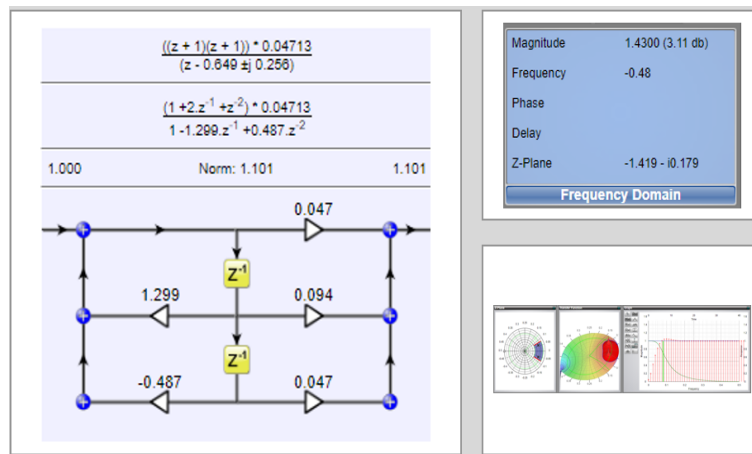 ((z + 1)(z + 1)) * 0.04713
(z - 0.649 ±j 0.256)
(1 +2.z⁻¹ +z⁻²) * 0.04713
1 -1.299.z⁻¹ +0.487.z⁻²
1.000 Norm: 1.101 1.101
0.047
Z⁻¹
1.299 0.094
Z⁻¹
-0.487 0.047
Magnitude 1.4300 (3.11 db)
Frequency -0.48
Phase
Delay
Z-Plane -1.419 - i0.179
Frequency Domain